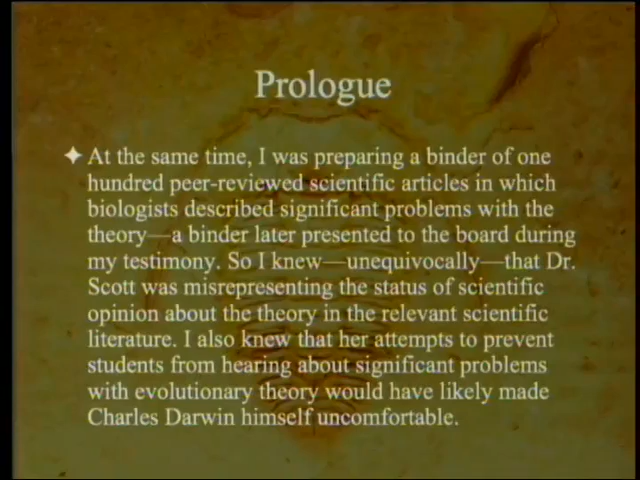 Prologue
At the same time, I was preparing a binder of one
hundred peer-reviewed scientific articles in which
biologists described significant problems with the
theory—a binder later presented to the board during
my testimony. So I knew—unequivocally—that Dr.
Scott was misrepresenting the status of scientific
opinion about the theory in the relevant scientific
literature. I also knew that her attempts to prevent
students from hearing about significant problems
with evolutionary theory would have likely made
Charles Darwin himself uncomfortable.